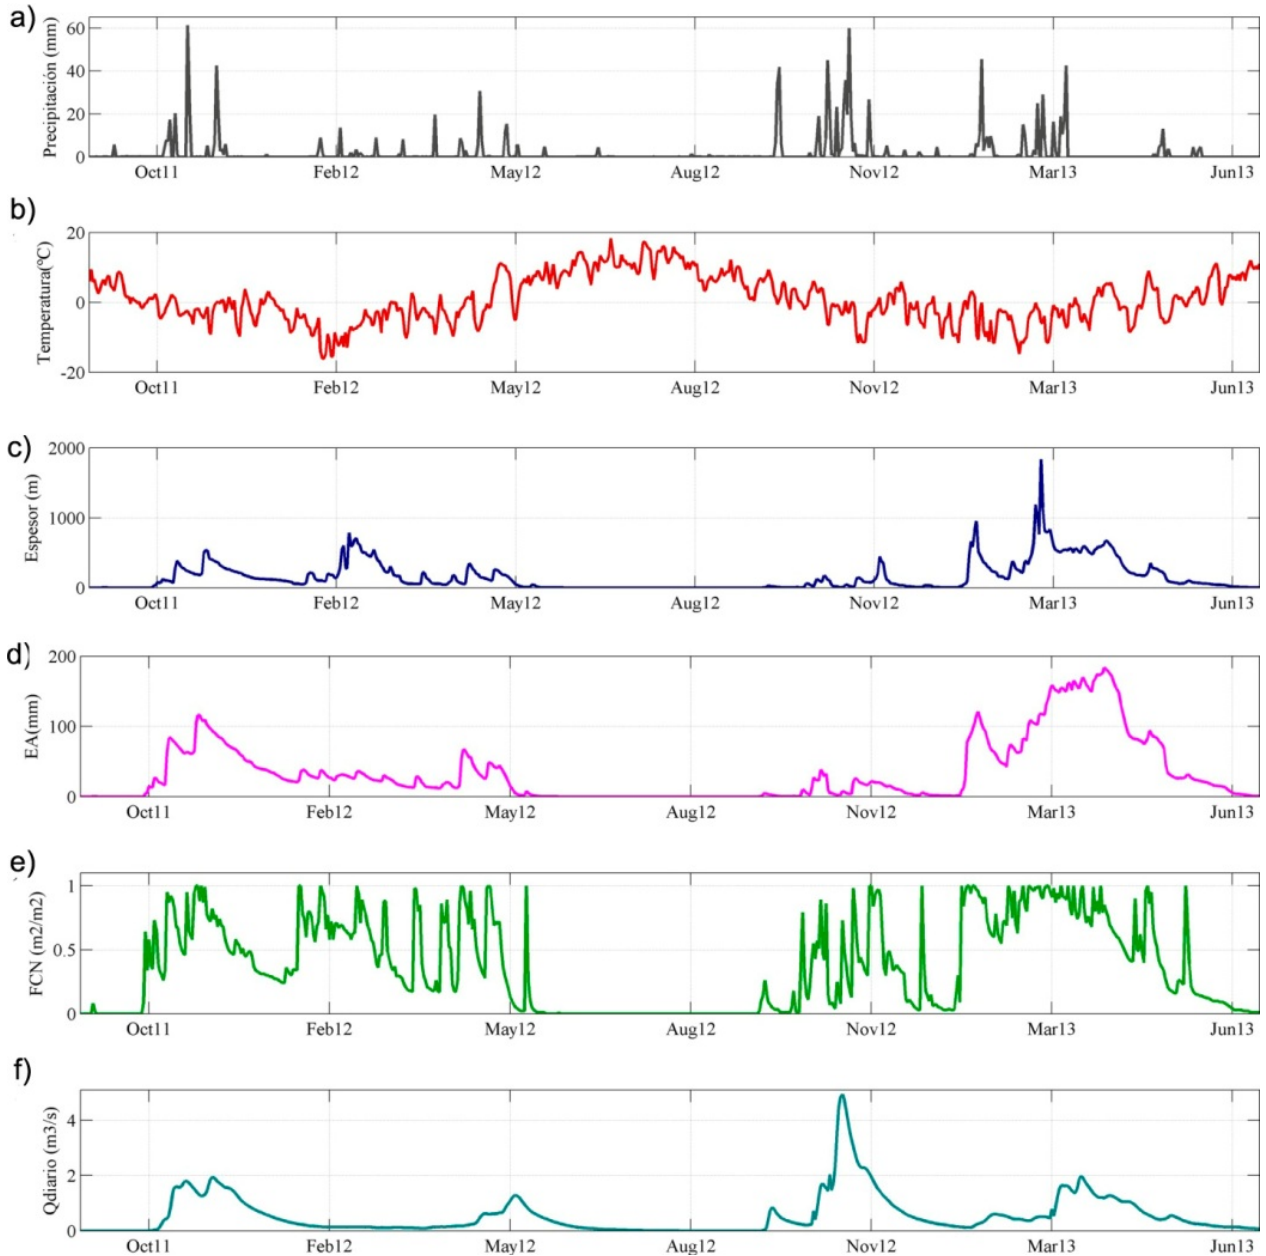 a)
Precipitación (mm)
60
40
20
0
Oct11 Feb12 May12 Aug12 Nov12 Mar13 Jun13
b)
Temperatura(ºC)
20
0
-20
Oct11 Feb12 May12 Aug12 Nov12 Mar13 Jun13
c)
Espesor (m)
2000
1000
0
Oct11 Feb12 May12 Aug12 Nov12 Mar13 Jun13
d)
EA(mm)
200
100
0
Oct11 Feb12 May12 Aug12 Nov12 Mar13 Jun13
e)
FCN (m2/m2)
1
0.5
0
Oct11 Feb12 May12 Aug12 Nov12 Mar13 Jun13
f)
Qdiario (m3/s)
4
2
0
Oct11 Feb12 May12 Aug12 Nov12 Mar13 Jun13